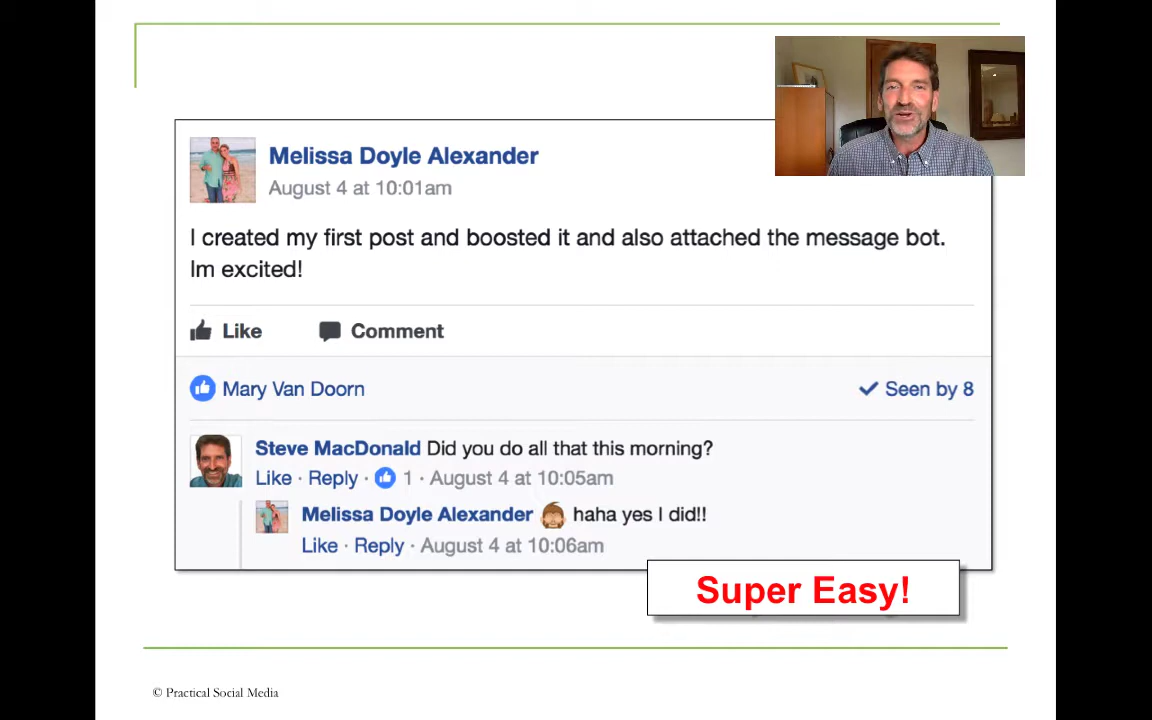 Melissa Doyle Alexander
August 4 at 10:01am
I created my first post and boosted it and also attached the message bot.
Im excited!
Like Comment
Mary Van Doorn Seen by 8
Steve MacDonald Did you do all that this morning?
Like · Reply · 1 · August 4 at 10:05am
Melissa Doyle Alexander 🙈 haha yes I did!!
Like · Reply · August 4 at 10:06am
Super Easy!
© Practical Social Media